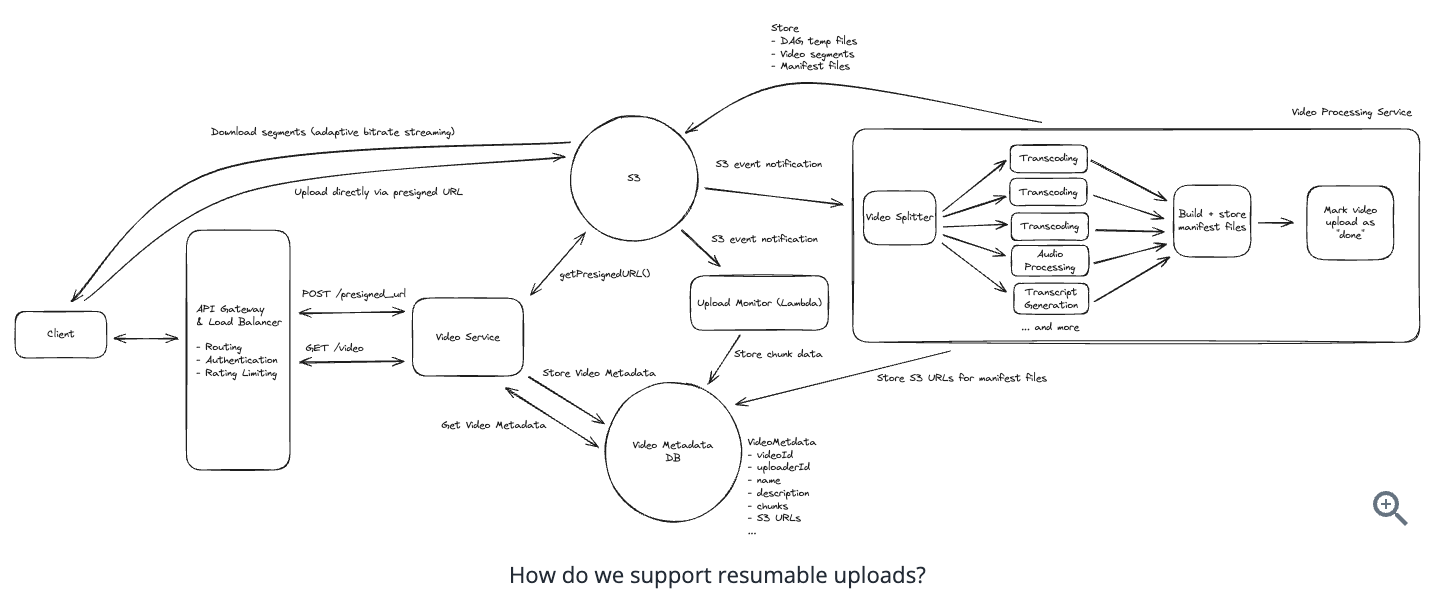 Store
- DAG temp files
- Video segments
- Manifest files
Video Processing Service
Download segments (adaptive bitrate streaming)
Upload directly via presigned URL
S3
S3 event notification
S3 event notification
Video Splitter
Transcoding
Transcoding
Transcoding
Audio
Processing
Transcript
Generation
... and more
Build + store
manifest files
Mark video
upload as
"done"
getPresignedURL()
Upload Monitor (Lambda)
Client
API Gateway
& Load Balancer
- Routing
- Authentication
- Rating Limiting
POST /presigned_url
GET /video
Video Service
Store chunk data
Store Video Metadata
Get Video Metadata
Store S3 URLs for manifest files
Video Metadata
DB
VideoMetdata
- videoId
- uploaderId
- name
- description
- chunks
- S3 URLs
...
How do we support resumable uploads?